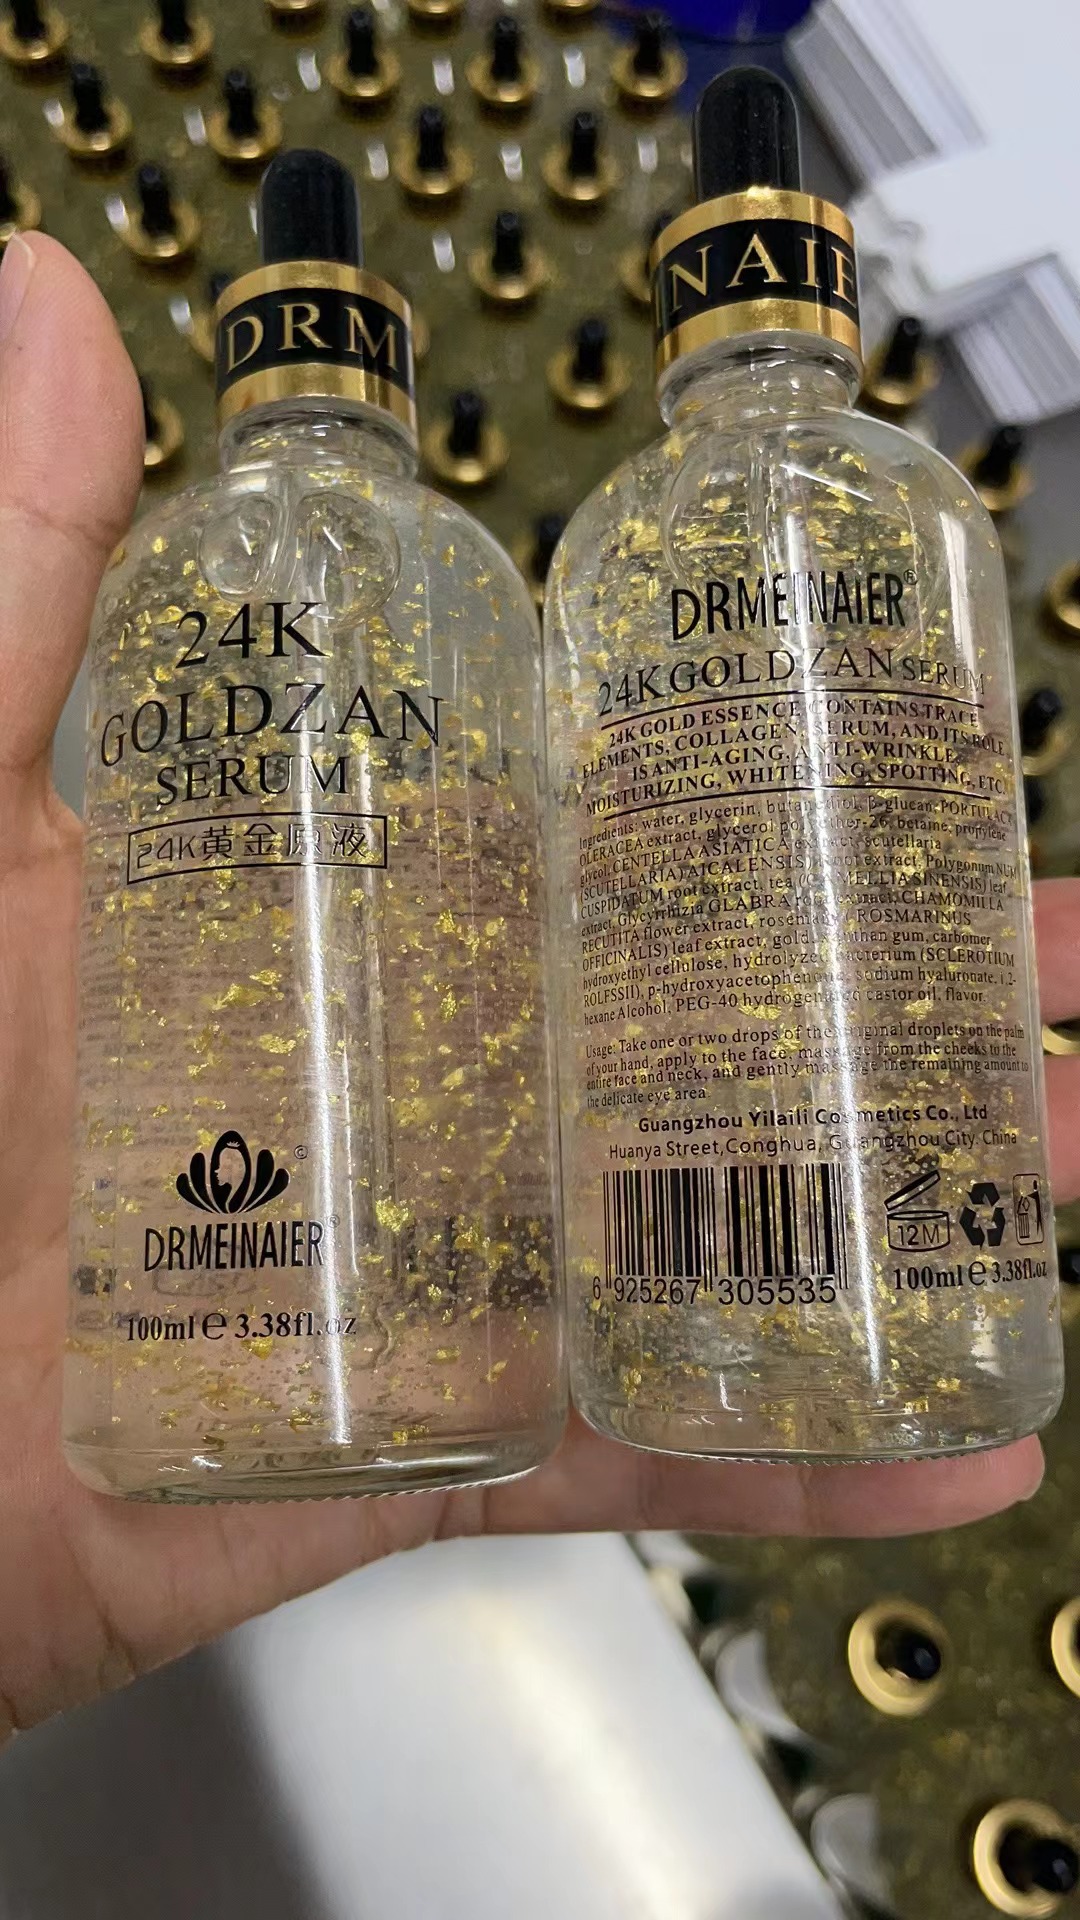 DRM
24K
GOLDZAN
SERUM
24K黄金原液
©
DRMEINAIER®
100ml ℮ 3.38fl.oz
NAIE
DRMEINAIER®
24K GOLDZAN SERUM
24K GOLD ESSENCE, CONTAINS TRACE
ELEMENTS, COLLAGEN, SERUM, AND ITS ROLE
IS ANTI-AGING, ANTI-WRINKLE,
MOISTURIZING, WHITENING, SPOTTING, ETC.
Ingredients: water, glycerin, butanediol, β-glucan, PORTULACA
OLERACEA extract, glycerol polyether-26, betaine, propylene
glycol, CENTELLA ASIATICA extract, scutellaria
(SCUTELLARIA) AICALENSIS) root extract, Polygonum
CUSPIDATUM root extract, tea (CAMELLIA SINENSIS) leaf
extract, Glycyrrhizia GLABRA root extract, CHAMOMILLA
RECUTITA flower extract, rosemary (ROSMARINUS
OFFICINALIS) leaf extract, gold, xanthan gum, carbomer,
hydroxyethyl cellulose, hydrolyzed bacterium (SCLEROTIUM
ROLFSSII), p-hydroxyacetophenone, sodium hyaluronate, 1,2-
hexane Alcohol, PEG-40 hydrogenated castor oil, flavor.
Usage: Take one or two drops of the original droplets on the palm
of your hand, apply to the face, massage from the cheeks to the
entire face and neck, and gently massage the remaining amount to
the delicate eye area.
Guangzhou Yilaili Cosmetics Co., Ltd
Huanya Street, Conghua, Guangzhou City. China
6 925267 305535
12M
100ml ℮ 3.38fl.oz